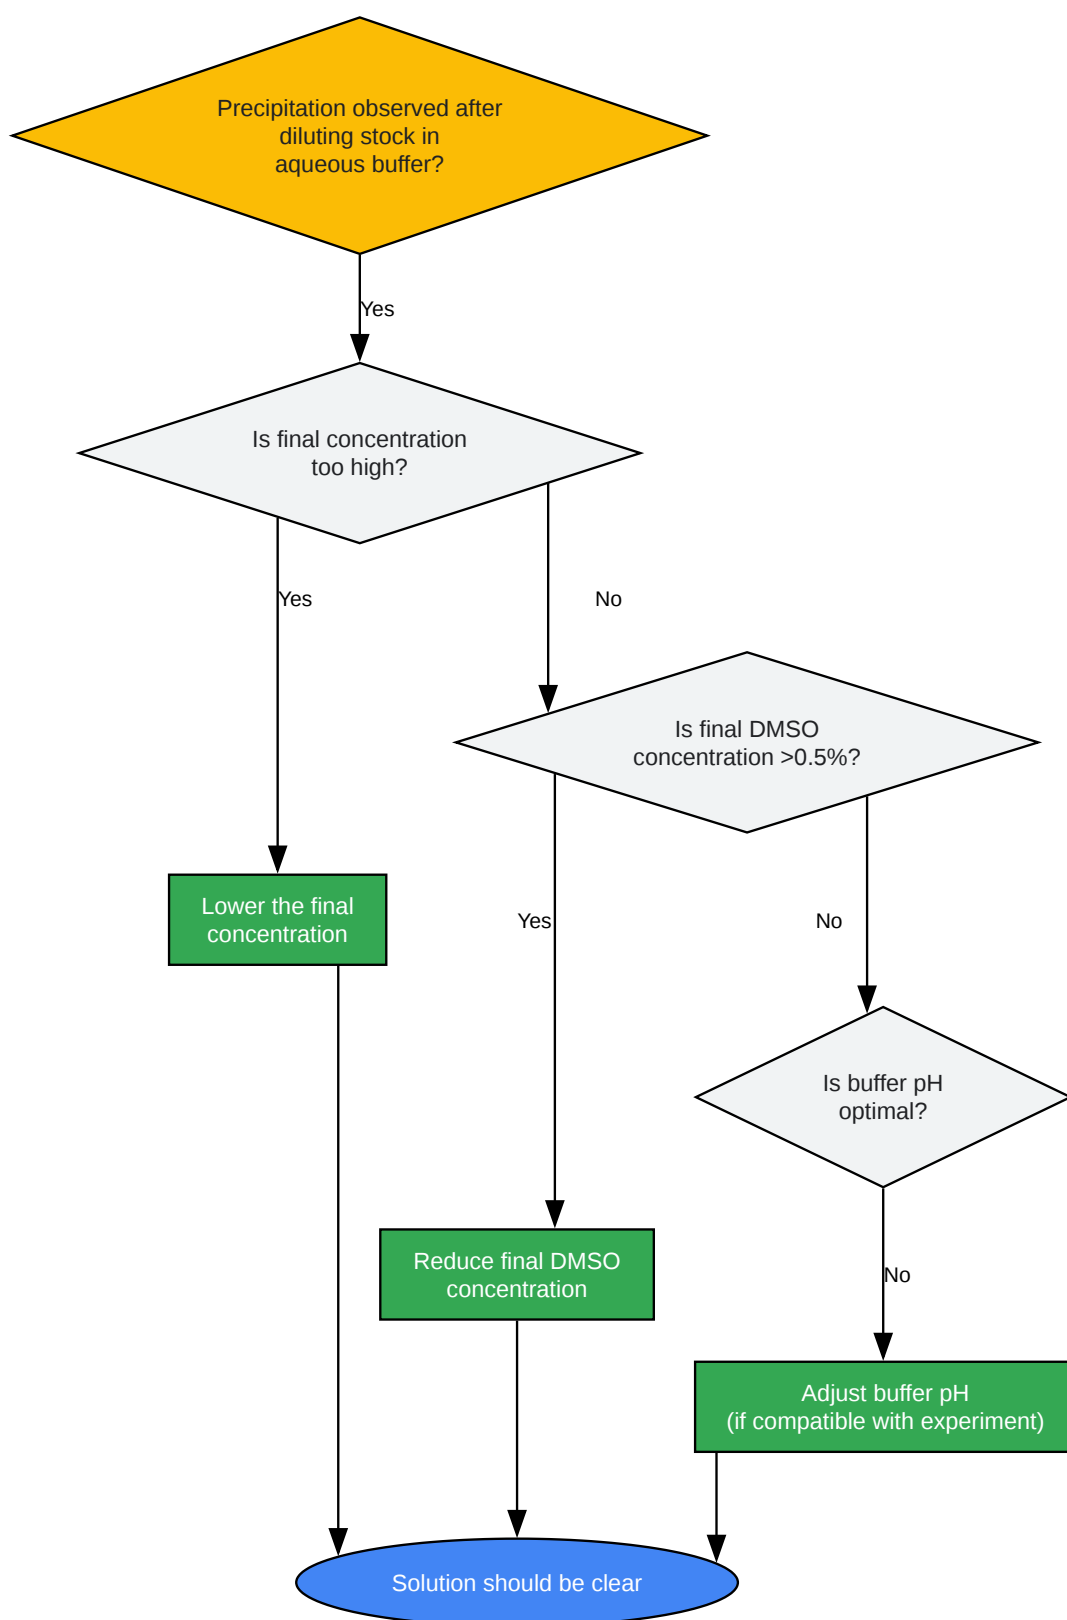 Precipitation observed after
diluting stock in
aqueous buffer?
Yes
Is final concentration
too high?
Yes
No
Is final DMSO
concentration >0.5%?
Lower the final
concentration
Yes
No
Is buffer pH
optimal?
Reduce final DMSO
concentration
No
Adjust buffer pH
(if compatible with experiment)
Solution should be clear